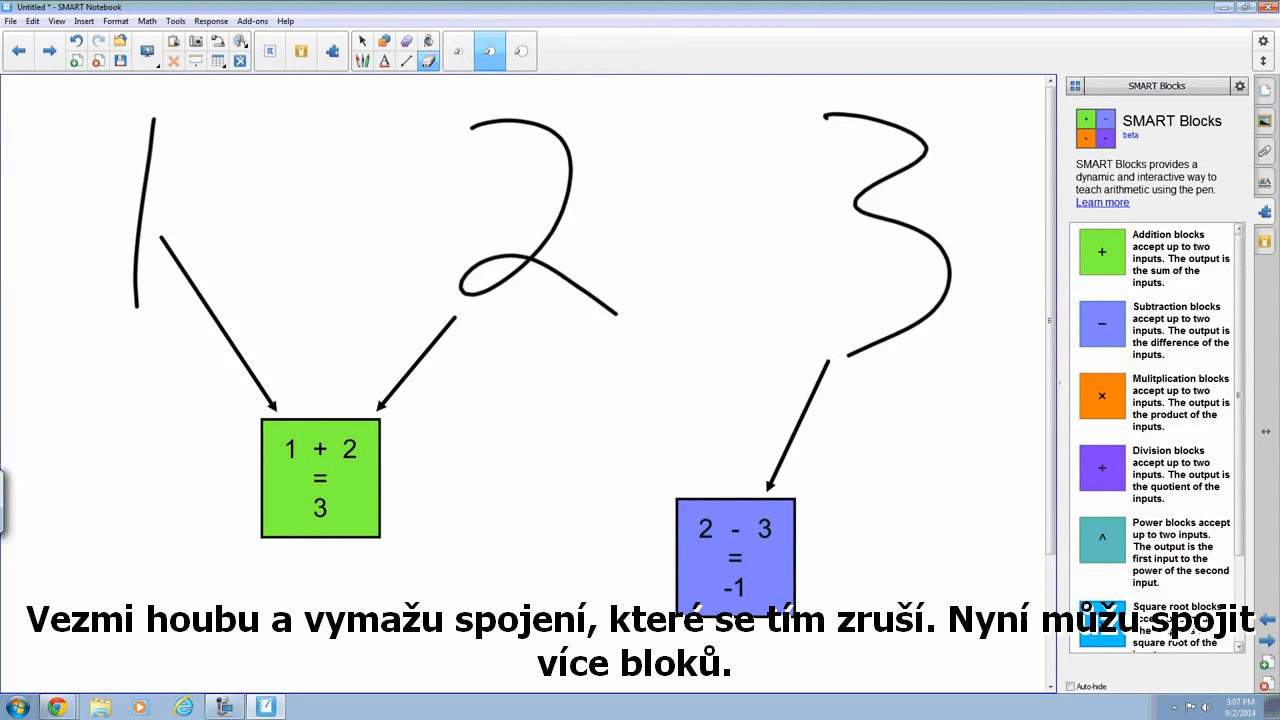 Untitled * - SMART Notebook
File Edit View Insert Format Math Tools Response Add-ons Help
SMART Blocks
SMART Blocks
beta
SMART Blocks provides a
dynamic and interactive way to
teach arithmetic using the pen.
Learn more
1 2 3
+
Addition blocks
accept up to two
inputs. The output is
the sum of the
inputs.
−
Subtraction blocks
accept up to two
inputs. The output is
the difference of the
inputs.
×
Mulitplication blocks
accept up to two
inputs. The output is
the product of the
inputs.
÷
Division blocks
accept up to two
inputs. The output is
the quotient of the
inputs.
^
Power blocks accept
up to two inputs.
The output is the
first input to the
power of the second
input.
Square root blocks
square root of the
1 + 2
=
3
2 - 3
=
-1
Vezmi houbu a vymažu spojení, které se tím zruší. Nyní můžu spojit
více bloků.
Auto-hide
3:07 PM
9/2/2014